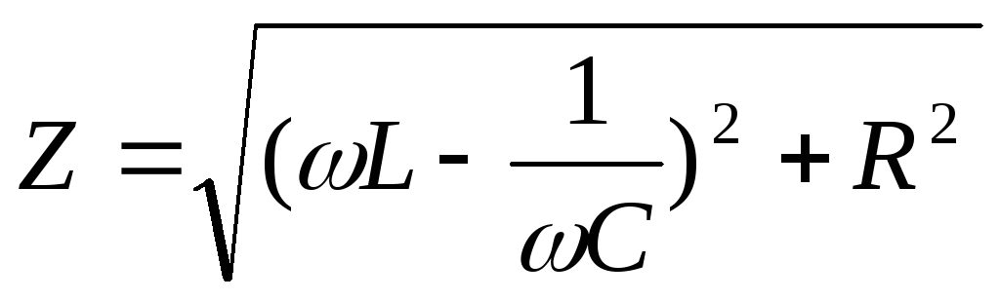 Z = √((ωL - 1/(ωC))² + R²)